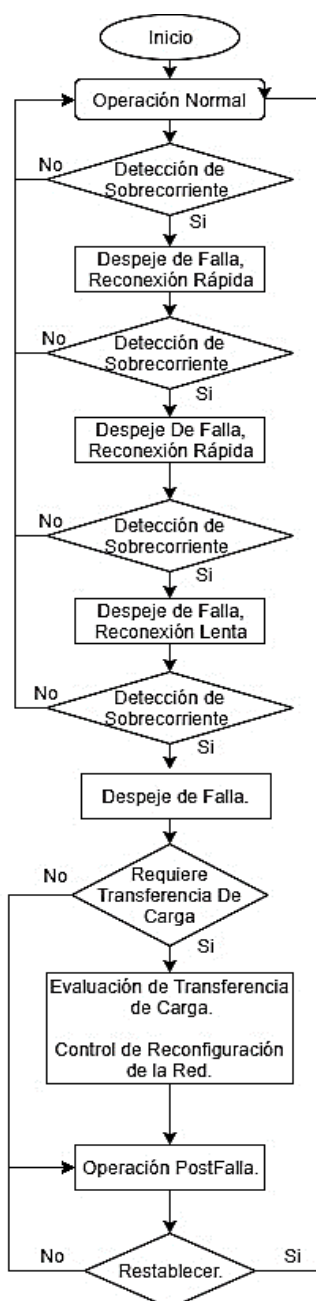 Inicio
Operación Normal
No
Detección de
Sobrecorriente
Si
Despeje de Falla,
Reconexión Rápida
No
Detección de
Sobrecorriente
Si
Despeje De Falla,
Reconexión Rápida
No
Detección de
Sobrecorriente
Si
Despeje de Falla,
Reconexión Lenta
No
Detección de
Sobrecorriente
Si
Despeje de Falla.
No
Requiere
Transferencia De
Carga
Si
Evaluación de Transferencia
de Carga.
Control de Reconfiguración
de la Red.
Operación PostFalla.
No
Restablecer.
Si